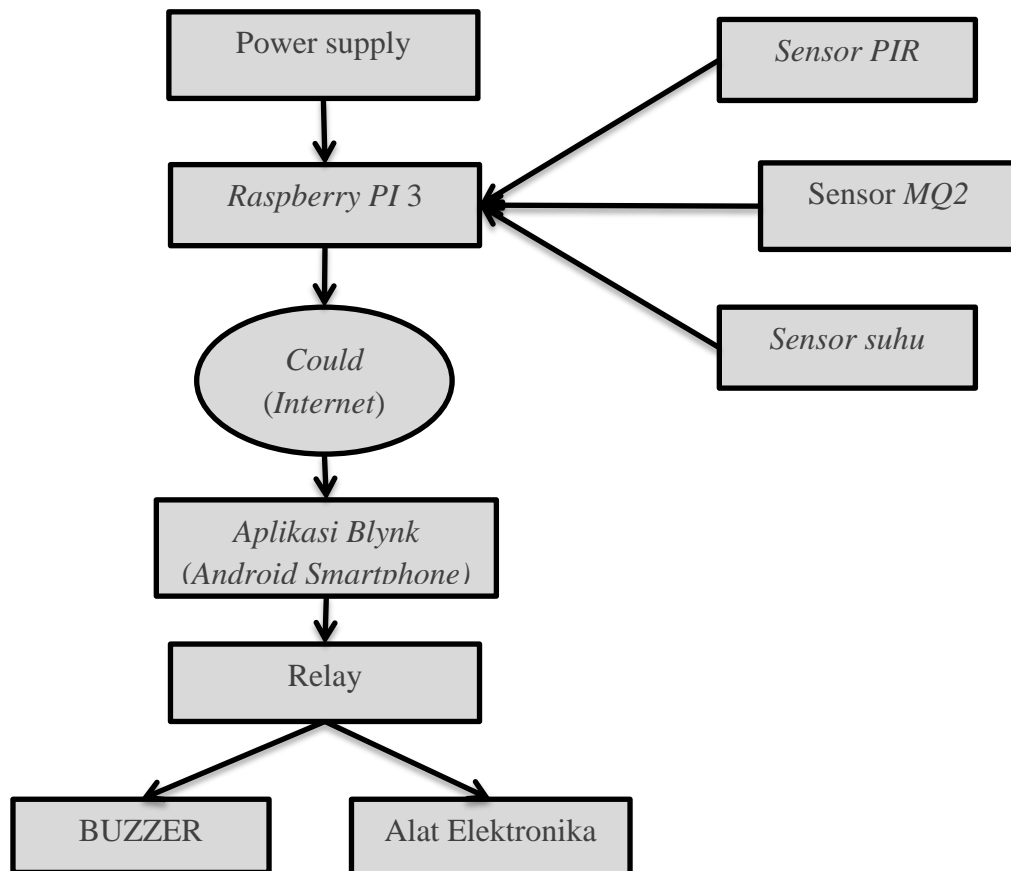 Power supply
Sensor PIR
Raspberry PI 3
Sensor MQ2
Sensor suhu
Could
(Internet)
Aplikasi Blynk
(Android Smartphone)
Relay
BUZZER
Alat Elektronika